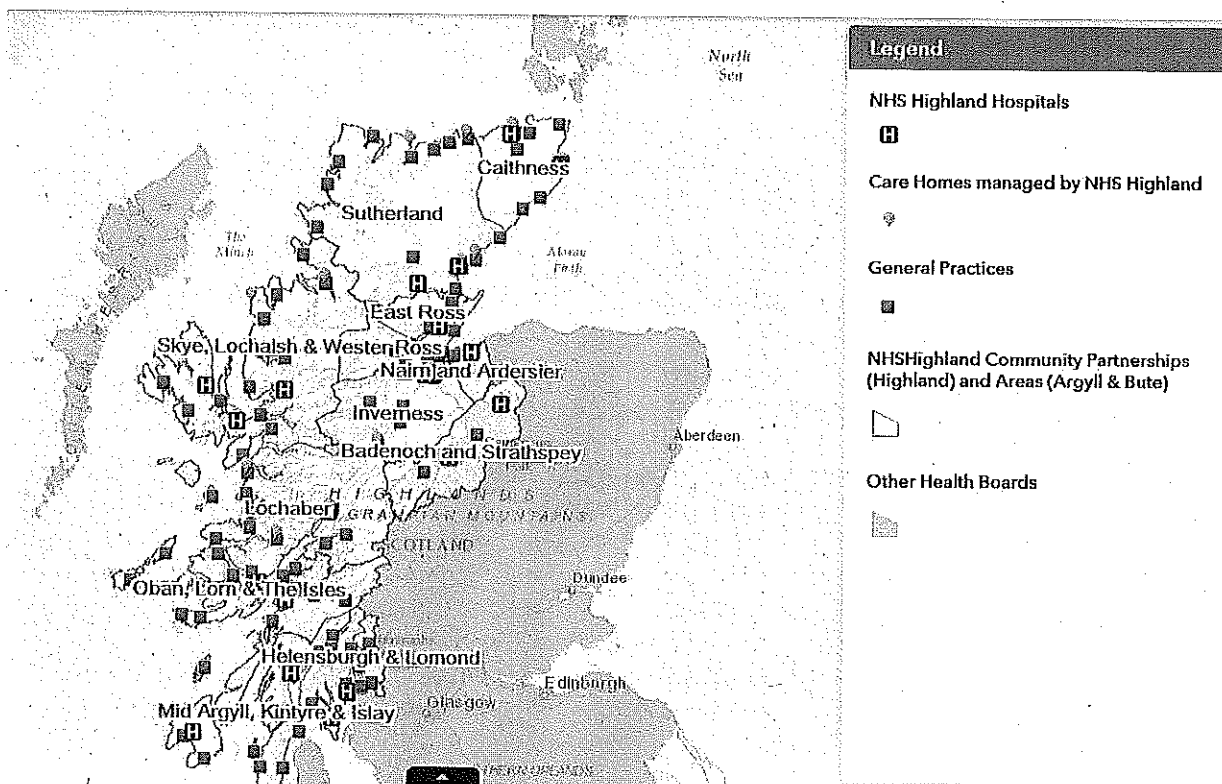 North
Sea
Caithness
Sutherland
The
Minch
Moray
Firth
East Ross
Skye, Lochalsh & Wester Ross
Nairn and Ardersier
Inverness
Badenoch and Strathspey
Aberdeen
HIGHLANDS
Lochaber
GRAMPIAN MOUNTAINS
SCOTLAND
Dundee
Oban, Lorn & The Isles
Helensburgh & Lomond
Edinburgh
Glasgow
Mid Argyll, Kintyre & Islay
Legend
NHS Highland Hospitals
H
Care Homes managed by NHS Highland
General Practices
NHSHighland Community Partnerships
(Highland) and Areas (Argyll & Bute)
Other Health Boards